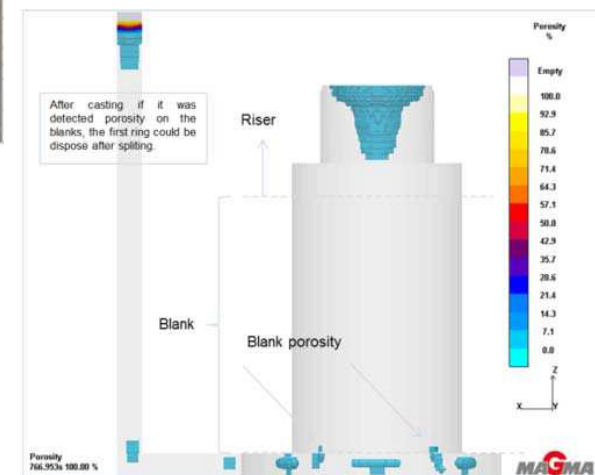 Porosity
%
Empty
100.0
92.9
85.7
78.6
71.4
64.3
57.1
50.0
42.9
35.7
28.6
21.4
14.3
7.1
0.0
After casting if it was
detected porosity on the
blanks, the first ring could be
dispose after spliting.
Riser
Blank
Blank porosity
Z
X
Y
Porosity
766.953s 100.00 %
MAGMA